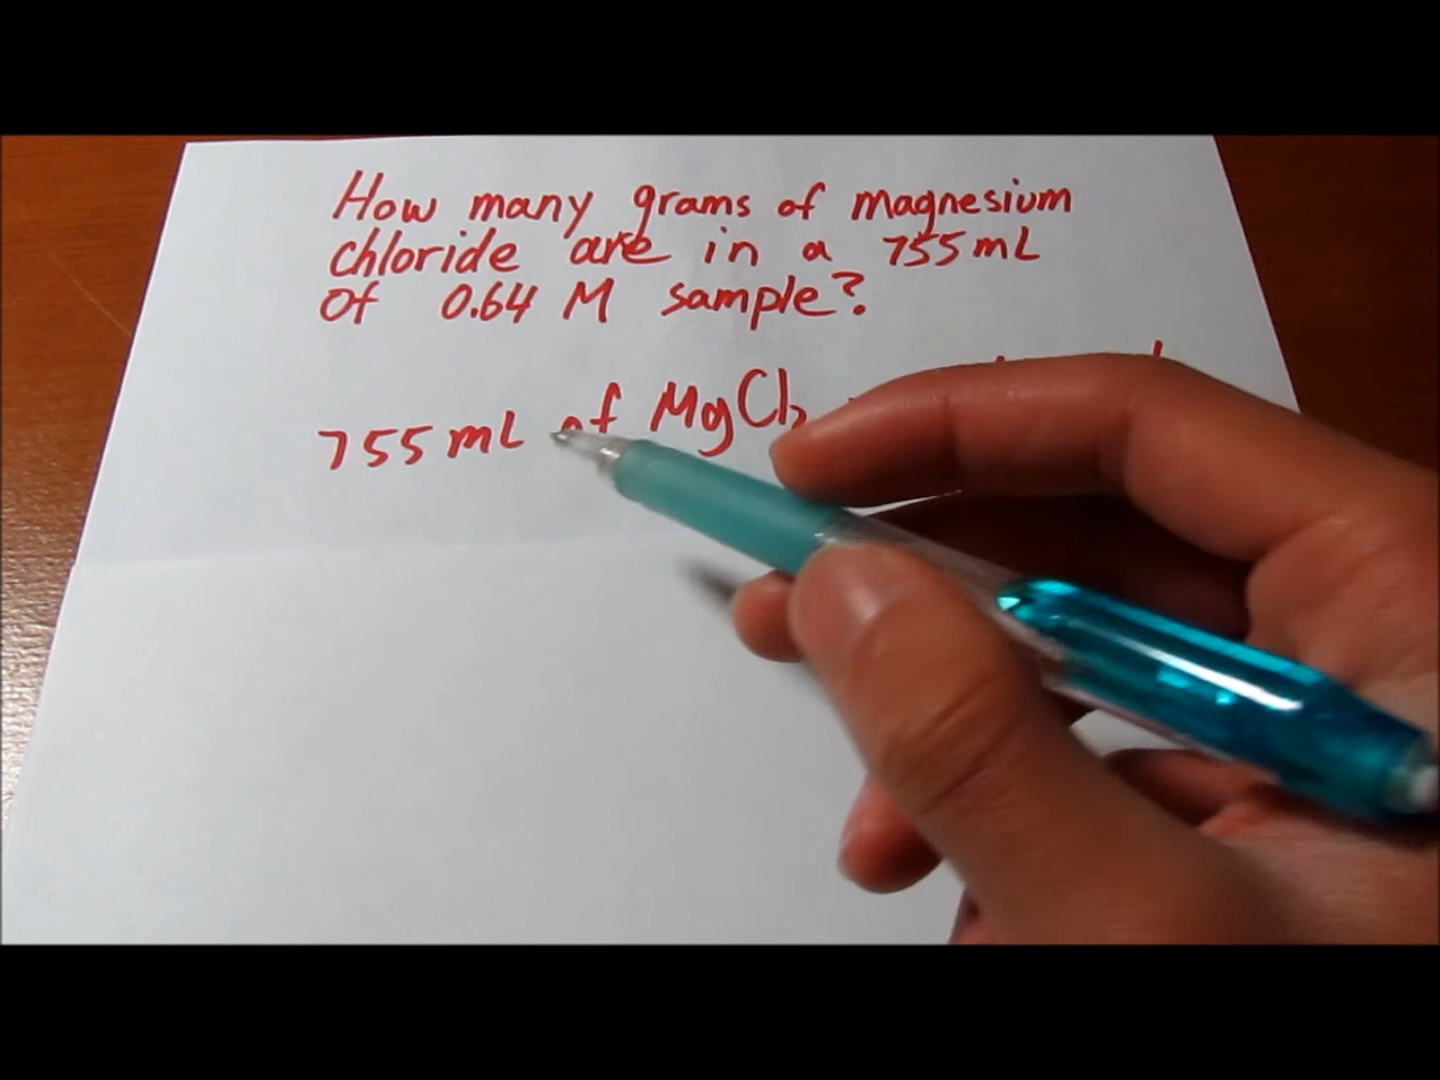 How many grams of magnesium
chloride are in a 755 mL
Of 0.64 M sample?
755 mL of MgCl₂